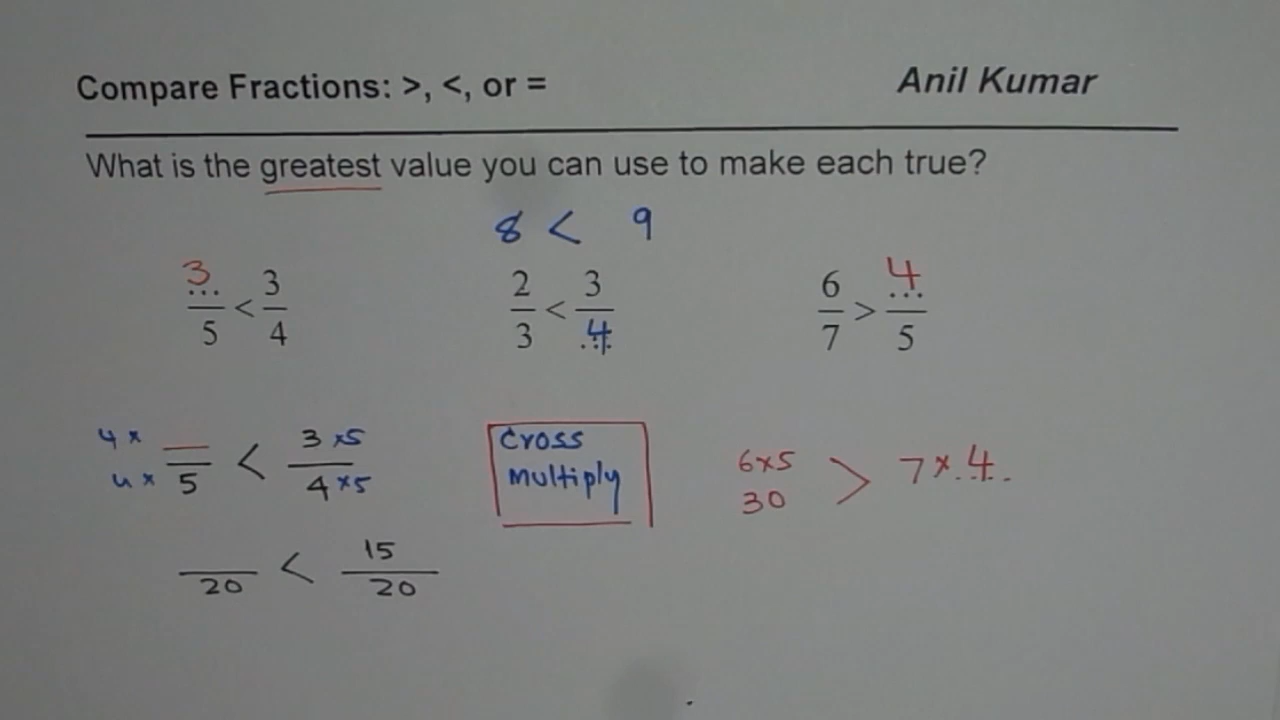 Compare Fractions: >, <, or =
Anil Kumar
What is the greatest value you can use to make each true?
8 < 9
3/5 < 3/4
2/3 < 3/4
6/7 > 4/5
4 × __ < 3 ×5
4 × 5 4 ×5
Cross
Multiply
6×5 > 7 × 4
30
__ < 15
20 20